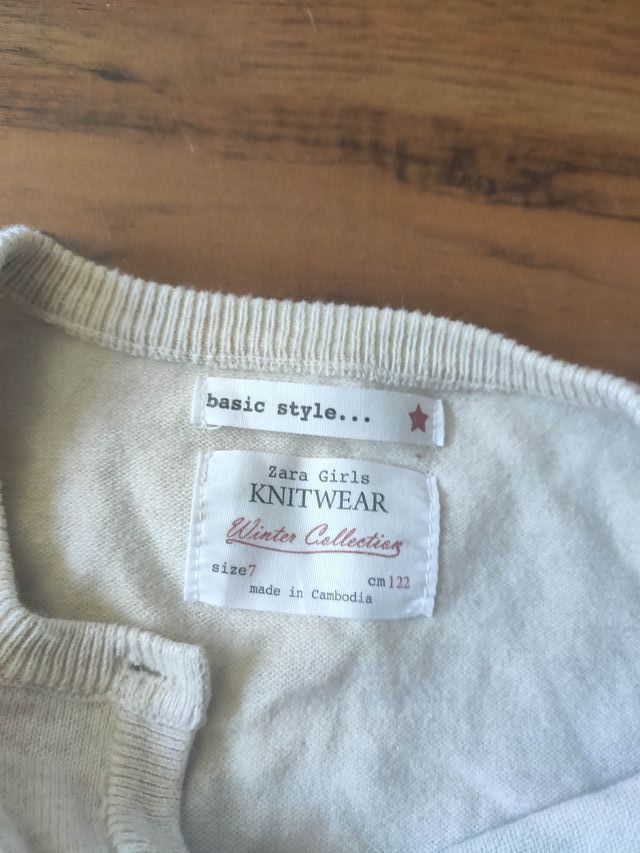 basic style...
Zara Girls
KNITWEAR
Winter Collection
size7 cm122
made in Cambodia